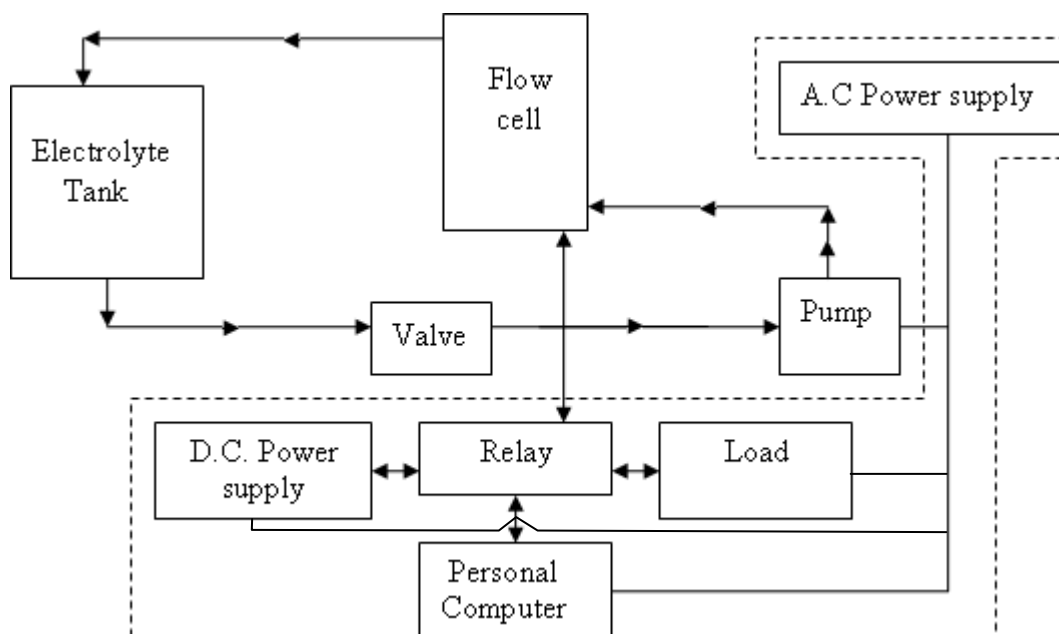 Flow
cell
A.C Power supply
Electrolyte
Tank
Pump
Valve
D.C. Power
supply
Relay
Load
Personal
Computer